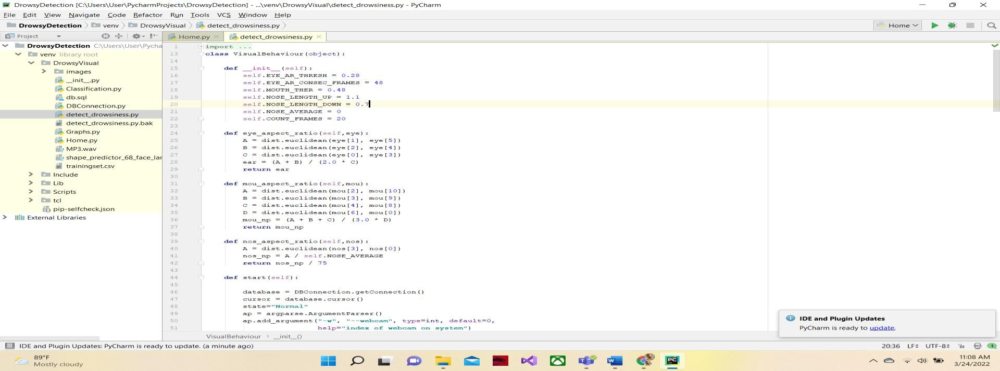 DrowsyDetection [C:\Users\User\PycharmProjects\DrowsyDetection] - ...\venv\DrowsyVisual\detect_drowsiness.py - PyCharm
File Edit View Navigate Code Refactor Run Tools VCS Window Help
DrowsyDetection venv DrowsyVisual detect_drowsiness.py Home
Project Home.py detect_drowsiness.py
DrowsyDetection C:\Users\User\Pycha
venv library root
DrowsyVisual
images
__init__.py
Classification.py
db.sql
DBConnection.py
detect_drowsiness.py
detect_drowsiness.py.bak
Graphs.py
Home.py
MP3.wav
shape_predictor_68_face_lar
trainingset.csv
Include
Lib
Scripts
tcl
pip-selfcheck.json
External Libraries
1 import ...
13 class VisualBehaviour(object):
14
15 def __init__(self):
16 self.EYE_AR_THRESH = 0.28
17 self.EYE_AR_CONSEC_FRAMES = 48
18 self.MOUTH_THER = 0.48
19 self.NOSE_LENGTH_UP = 1.1
20 self.NOSE_LENGTH_DOWN = 0.7
21 self.NOSE_AVERAGE = 0
22 self.COUNT_FRAMES = 20
23
24 def eye_aspect_ratio(self,eye):
25 A = dist.euclidean(eye[1], eye[5])
26 B = dist.euclidean(eye[2], eye[4])
27 C = dist.euclidean(eye[0], eye[3])
28 ear = (A + B) / (2.0 * C)
29 return ear
30
31 def mou_aspect_ratio(self,mou):
32 A = dist.euclidean(mou[2], mou[10])
33 B = dist.euclidean(mou[3], mou[9])
34 C = dist.euclidean(mou[4], mou[8])
35 D = dist.euclidean(mou[6], mou[0])
36 mou_np = (A + B + C) / (3.0 * D)
37 return mou_np
38
39 def nos_aspect_ratio(self,nos):
40 A = dist.euclidean(nos[3], nos[0])
41 nos_np = A / self.NOSE_AVERAGE
42 return nos_np / 75
43
44 def start(self):
45
46 database = DBConnection.getConnection()
47 cursor = database.cursor()
48 state="Normal"
49 ap = argparse.ArgumentParser()
50 ap.add_argument("-w", "--webcam", type=int, default=0,
51 help="index of webcam on system")
VisualBehaviour › __init__()
IDE and Plugin Updates
PyCharm is ready to update.
IDE and Plugin Updates: PyCharm is ready to update. (a minute ago) 20:36 LF UTF-8 1
89°F
Mostly cloudy
PC
11:08 AM
3/24/2022